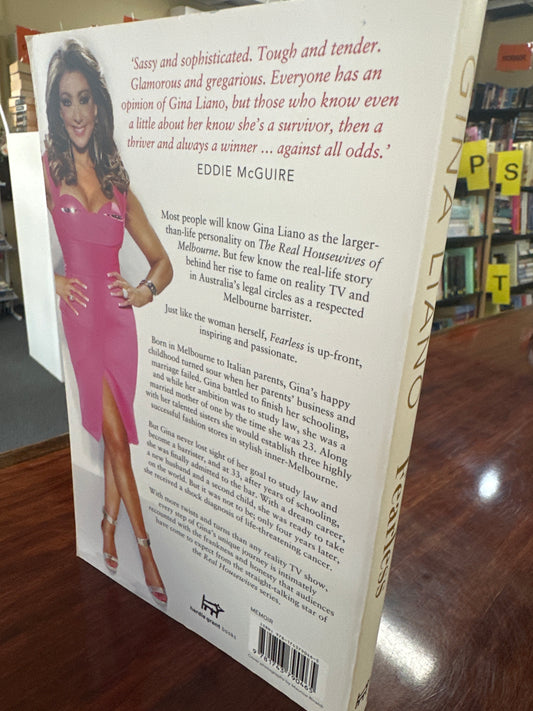 'Sassy and sophisticated. Tough and tender.
Glamorous and gregarious. Everyone has an
opinion of Gina Liano, but those who know even
a little about her know she's a survivor, then a
thriver and always a winner ... against all odds.'
EDDIE McGUIRE
Most people will know Gina Liano as the larger-
than-life personality on The Real Housewives of
Melbourne. But few know the real-life story
behind her rise to fame on reality TV and
in Australia's legal circles as a respected
Melbourne barrister.
Just like the woman herself, Fearless is up-front,
inspiring and passionate.
Born in Melbourne to Italian parents, Gina's happy
childhood turned sour when her parents' business and
marriage failed. Gina battled to finish her schooling,
and while her ambition was to study law, she was a
married mother of one by the time she was 23. Along
with her talented sisters she would establish three highly
successful fashion stores in stylish inner-Melbourne.
But Gina never lost sight of her goal to study law and
become a barrister, and at 33, after years of schooling,
she was finally admitted to the bar. With a dream career,
a new husband and a second child, she was ready to take
on the world. But it was not to be; only four years later,
she received a shock diagnosis of life-threatening cancer.
With more twists and turns than any reality TV show,
every step of Gina's unique journey is intimately
recounted with the frankness and honesty that audiences
have come to expect from the straight-talking star of
the Real Housewives series.
hardie grant books
MEMOIR
9 781743 790465
GINA LIANO Fearless
P
S
T